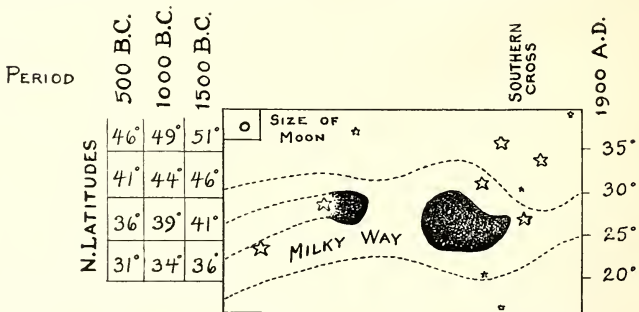 PERIOD
500 B.C.
1000 B.C.
1500 B.C.
SOUTHERN
CROSS
1900 A.D.
N. LATITUDES
46° 49° 51°
41° 44° 46°
36° 39° 41°
31° 34° 36°
SIZE OF
MOON
MILKY WAY
35°
30°
25°
20°